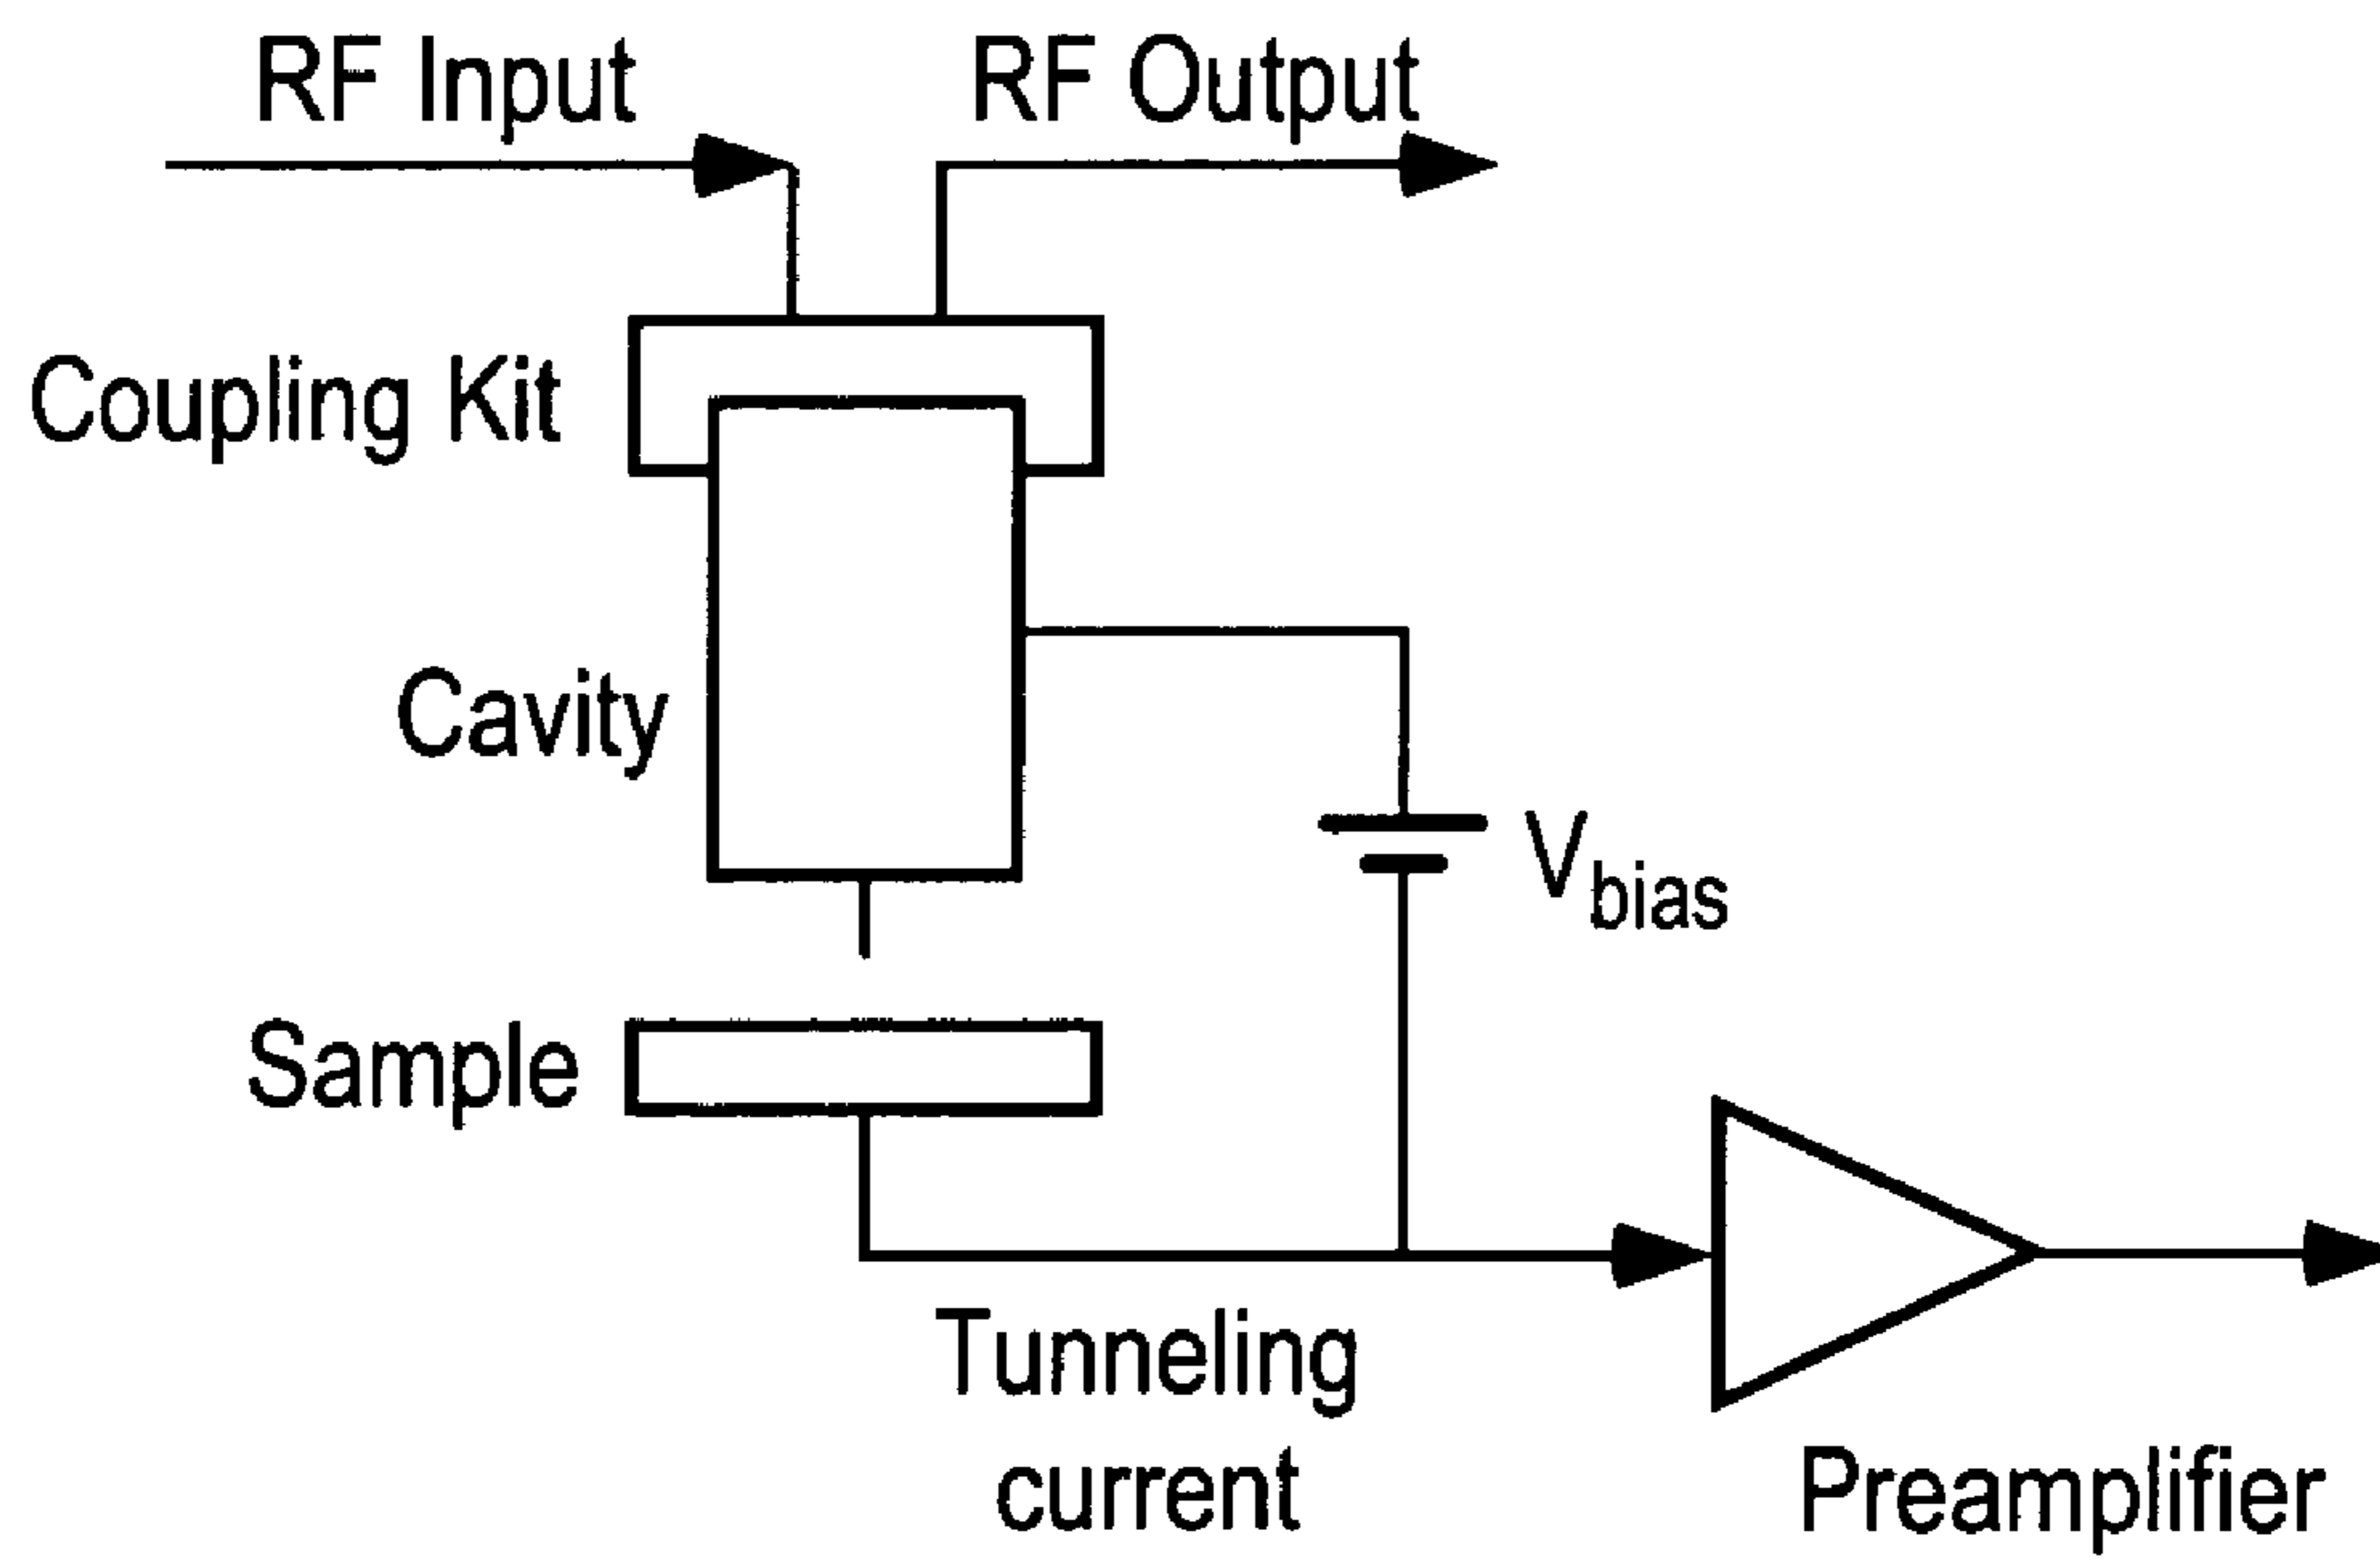 RF Input
RF Output
Coupling Kit
Cavity
Vbias
Sample
Tunneling
current
Preamplifier